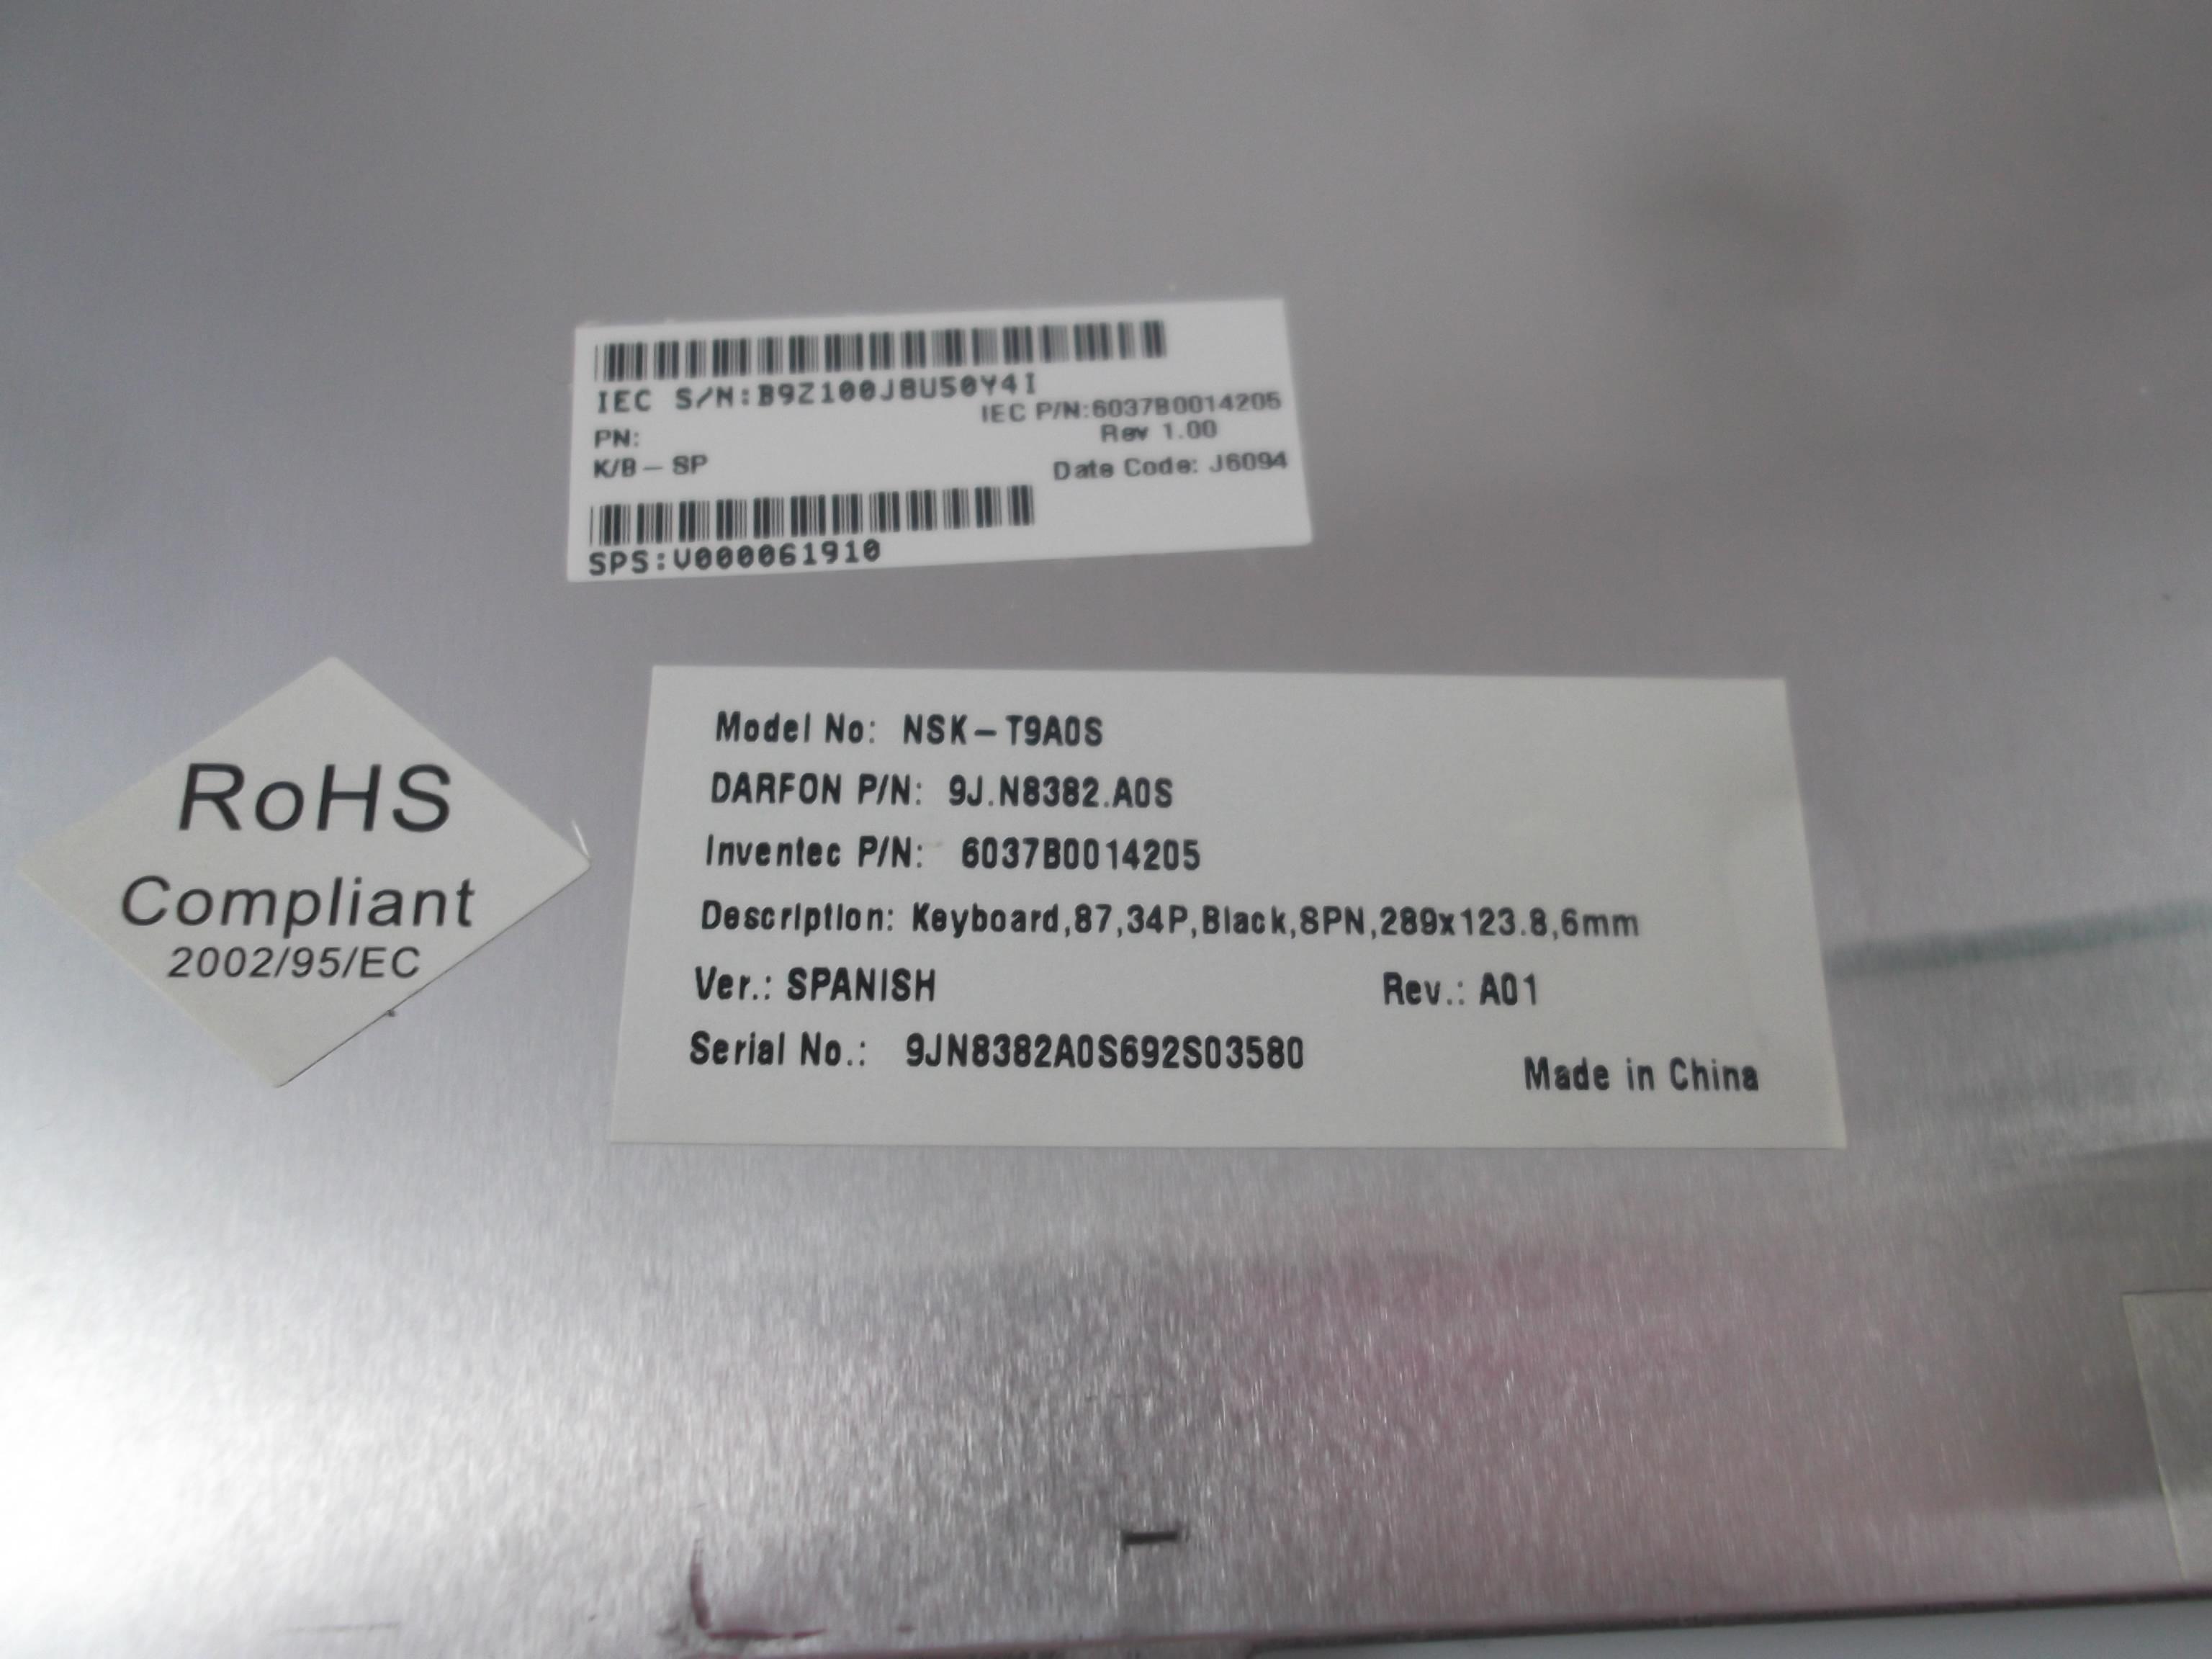 IEC S/N:B9Z100J8U50Y4I
IEC P/N:6037B0014205
PN:
Rev 1.00
K/B – SP
Date Code: J6094
SPS:V000061910
RoHS
Compliant
2002/95/EC
Model No: NSK–T9A0S
DARFON P/N: 9J.N8382.A0S
Inventec P/N: 6037B0014205
Description: Keyboard,87,34P,Black,SPN,289x123.8,6mm
Ver.: SPANISH Rev.: A01
Serial No.: 9JN8382A0S692S03580
Made in China